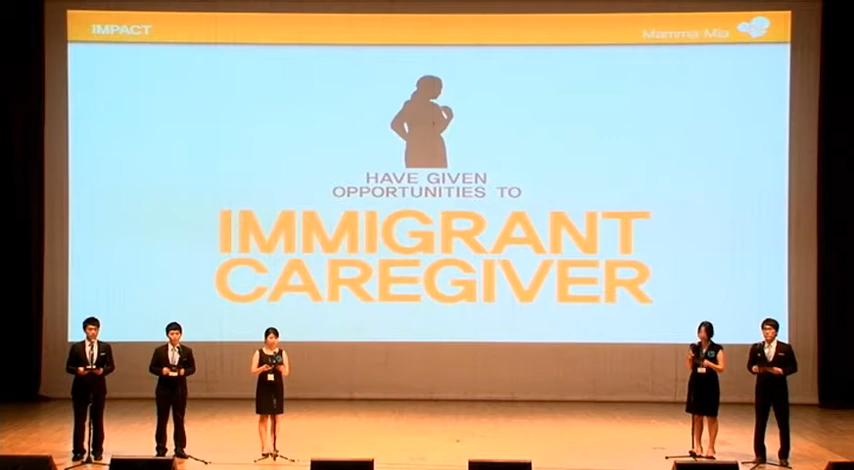 IMPACT
Mamma Mia
HAVE GIVEN
OPPORTUNITIES TO
IMMIGRANT
CAREGIVER